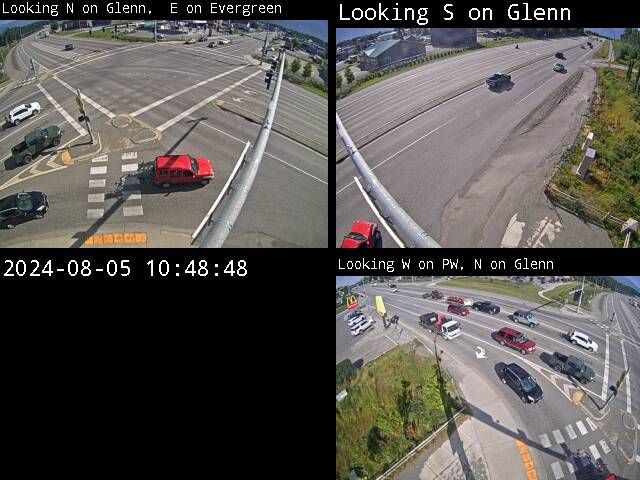 Looking N on Glenn,  E on Evergreen
Looking S on Glenn
2024-08-05 10:48:48
Looking W on PW, N on Glenn